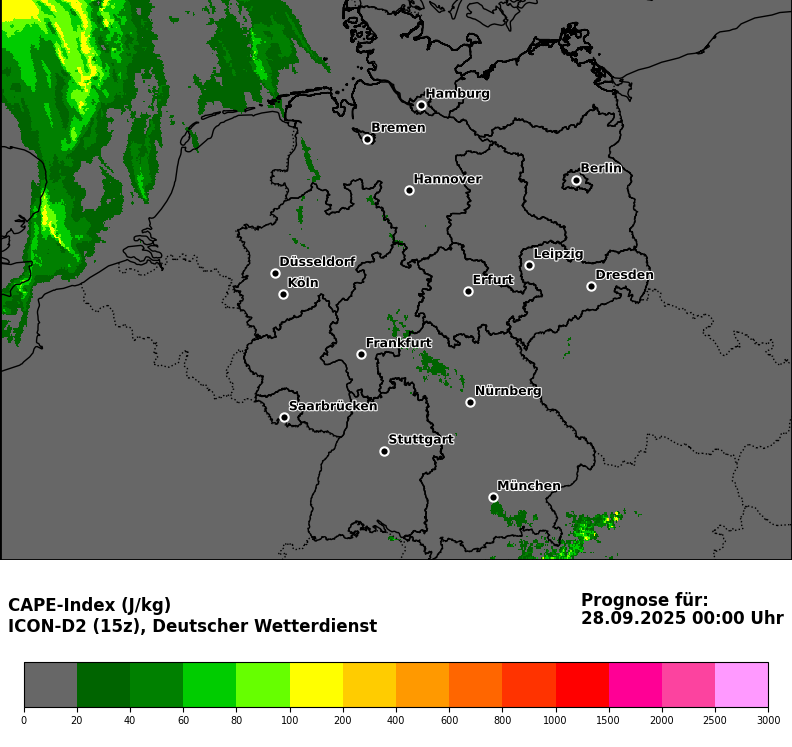 Hamburg
Bremen
Berlin
Hannover
Leipzig
Düsseldorf
Dresden
Erfurt
Köln
Frankfurt
Nürnberg
Saarbrücken
Stuttgart
München
CAPE-Index (J/kg)
ICON-D2 (15z), Deutscher Wetterdienst
Prognose für:
28.09.2025 00:00 Uhr
0 20 40 60 80 100 200 400 600 800 1000 1500 2000 2500 3000